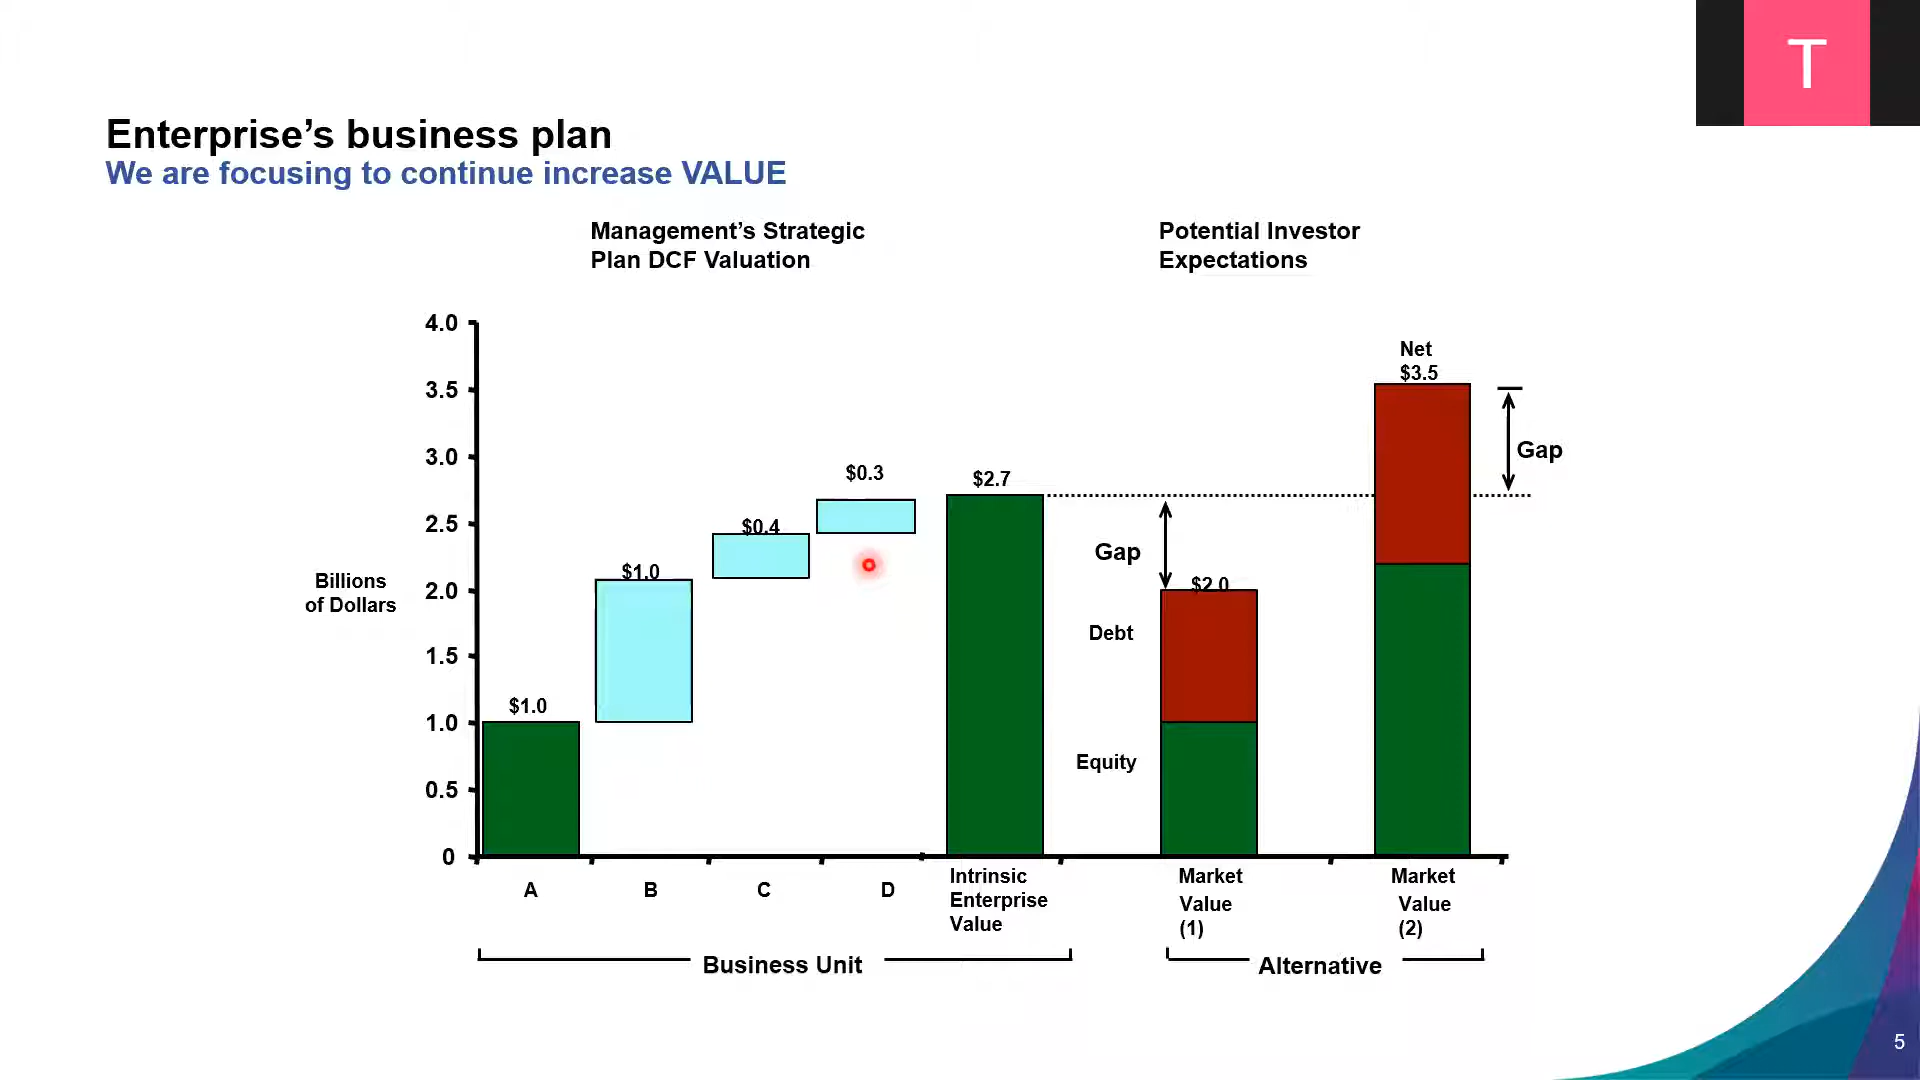 T
Enterprise’s business plan
We are focusing to continue increase VALUE
Management’s Strategic
Plan DCF Valuation
Potential Investor
Expectations
4.0
3.5
3.0
2.5
2.0
1.5
1.0
0.5
0
Billions
of Dollars
$1.0
$1.0
$0.4
$0.3
$2.7
Gap
$2.0
Debt
Equity
Net
$3.5
Gap
A
B
C
D
Intrinsic
Enterprise
Value
Market
Value
(1)
Market
Value
(2)
Business Unit
Alternative
5